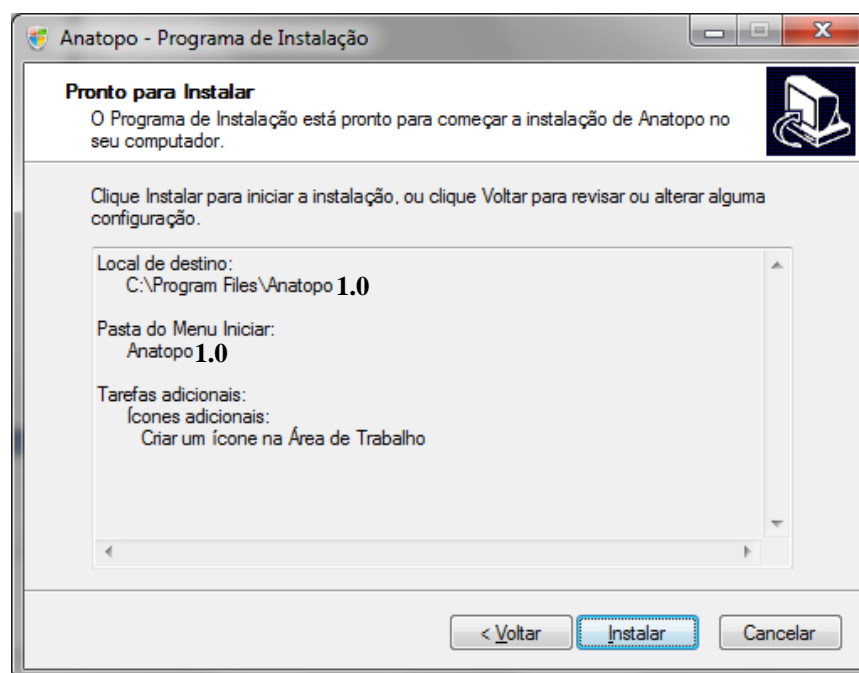 Anatopo - Programa de Instalação
Pronto para Instalar
O Programa de Instalação está pronto para começar a instalação de Anatopo no
seu computador.
Clique Instalar para iniciar a instalação, ou clique Voltar para revisar ou alterar alguma
configuração.
Local de destino:
C:\Program Files\Anatopo 1.0
Pasta do Menu Iniciar:
Anatopo 1.0
Tarefas adicionais:
Ícones adicionais:
Criar um ícone na Área de Trabalho
< Voltar
Instalar
Cancelar